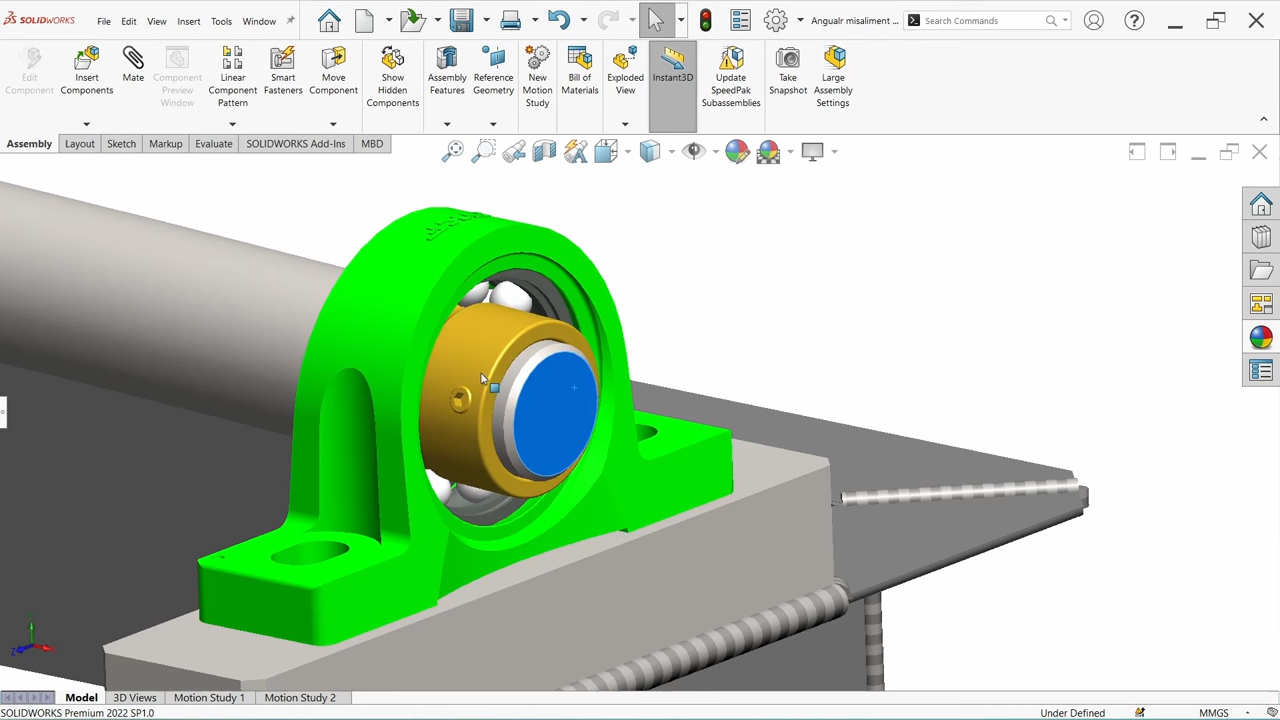 SOLIDWORKS File Edit View Insert Tools Window Angualr misaliment ... Search Commands
Edit Component
Insert Components
Mate
Component Preview Window
Linear Component Pattern
Smart Fasteners
Move Component
Show Hidden Components
Assembly Features
Reference Geometry
New Motion Study
Bill of Materials
Exploded View
Instant3D
Update SpeedPak Subassemblies
Take Snapshot
Large Assembly Settings
Assembly Layout Sketch Markup Evaluate SOLIDWORKS Add-Ins MBD
Model 3D Views Motion Study 1 Motion Study 2
SOLIDWORKS Premium 2022 SP1.0 Under Defined MMGS